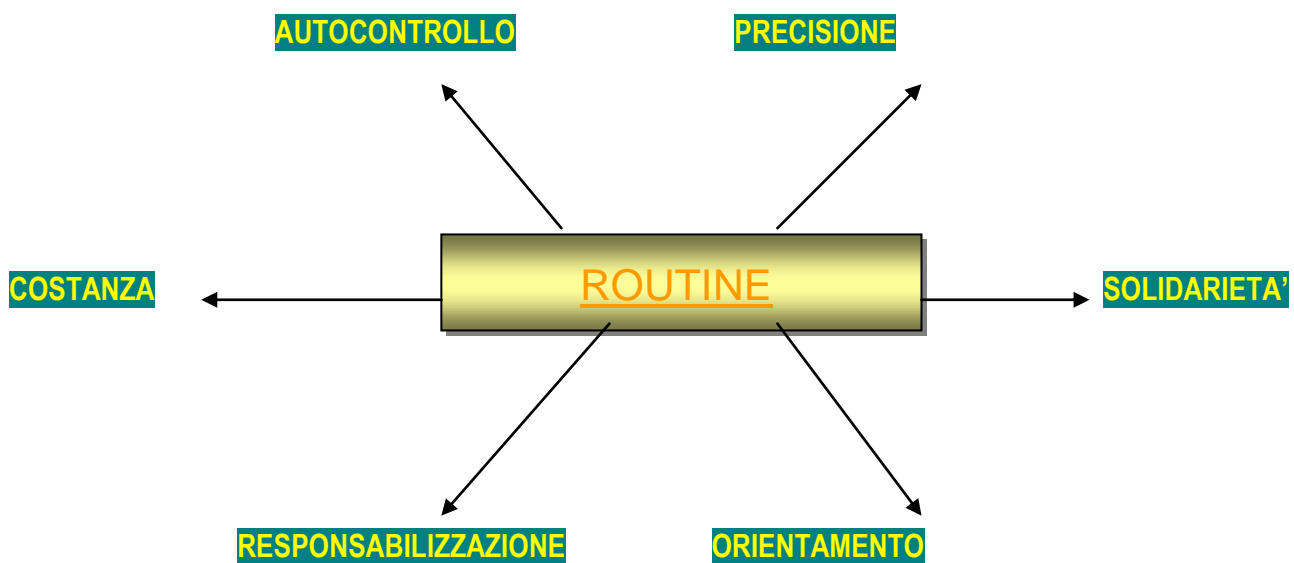 AUTOCONTROLLO
PRECISIONE
COSTANZA
ROUTINE
SOLIDARIETA'
RESPONSABILIZZAZIONE
ORIENTAMENTO